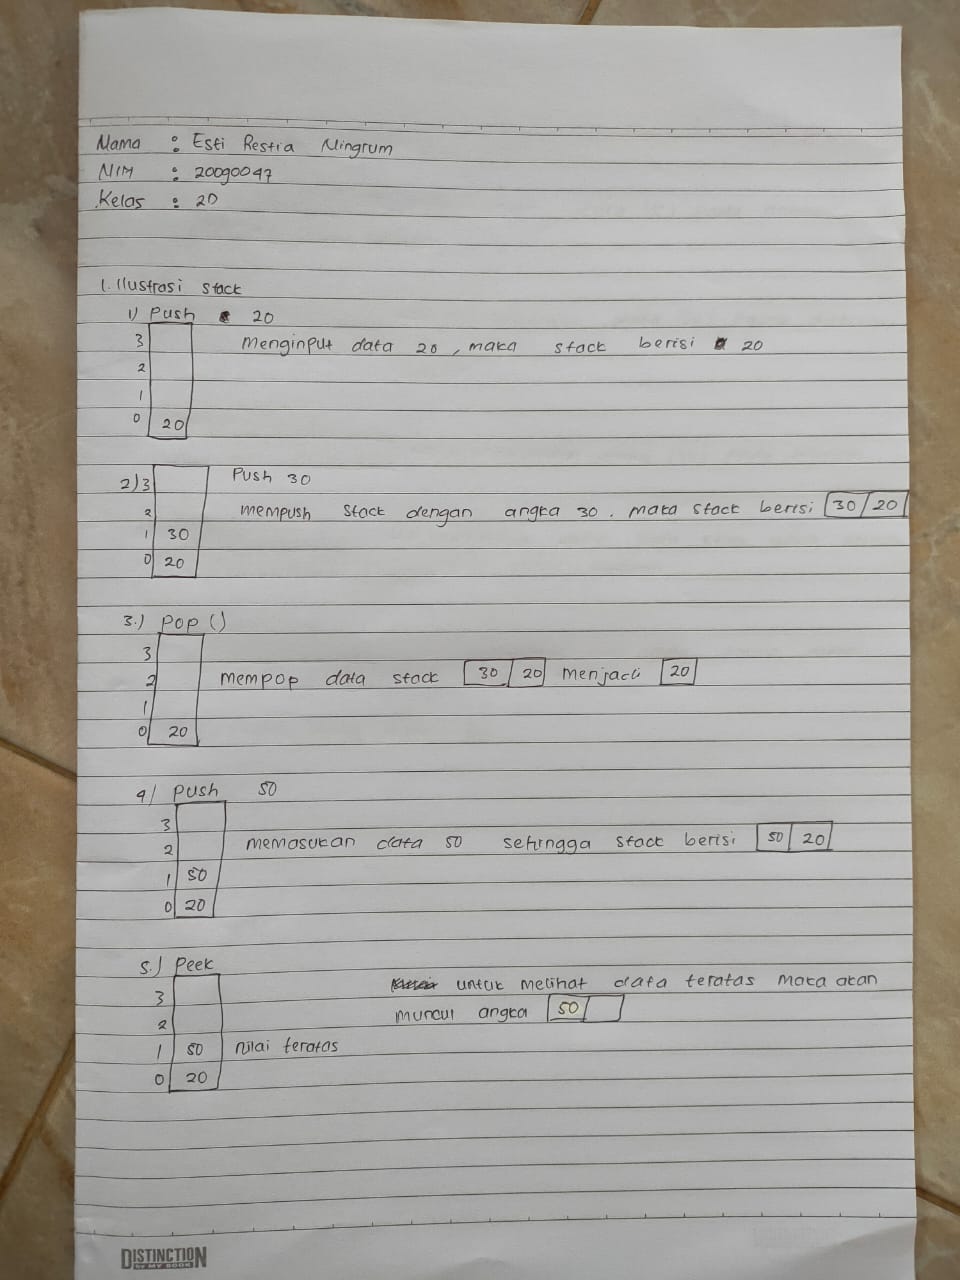 Nama : Esti Restia Ningrum
NIM : 20090047
Kelas : 2D
1. Ilustrasi stack
1) Push 20
3 Menginput data 20, maka stack berisi 20
2
1
0 20
2) 3 Push 30
2 mempush stack dengan angka 30. maka stack berisi 30 20
1 30
0 20
3.) Pop ()
3
2 Mempop data stack 30 20 menjadi 20
1
0 20
4) Push 50
3
2 memasukan data 50 sehingga stack berisi 50 20
1 50
0 20
5.) Peek
3 untuk melihat data teratas maka akan
2 muncul angka 50
1 50 nilai teratas
0 20
DISTINCTION
by MY BOOK